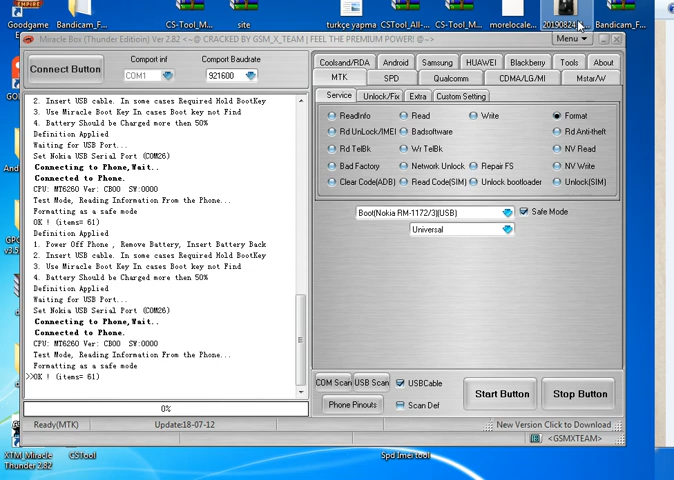 EMPIRE
Goodgame
Bandicam_F...
CS-Tool_M...
site
turkçe yapma
CSTool_All-...
CS-Tool_M...
morelocale...
20190824_...
Bandicam_F...
Miracle Box (Thunder Editioin) Ver 2.82 <~@ CRACKED BY GSM_X_TEAM | FEEL THE PREMIUM POWER! @~>
Menu
Connect Button
Comport inf
Comport Baudrate
COM1
921600
Coolsand/RDA
Android
Samsung
HUAWEI
Blackberry
Tools
About
MTK
SPD
Qualcomm
CDMA/LG/MI
Mstar/W
Service
Unlock/Fix
Extra
Custom Setting
ReadInfo
Read
Write
Format
Rd UnLock/IMEI
Badsoftware
Rd Anti-theft
Rd TelBk
Wr TelBk
NV Read
Bad Factory
Network Unlock
Repair FS
NV Write
Clear Code(ADB)
Read Code(SIM)
Unlock bootloader
Unlock(SIM)
Boot(Nokia RM-1172/3)(USB)
Safe Mode
Universal
2. Insert USB cable. In some cases Required Hold BootKey
3. Use Miracle Boot Key In cases Boot key not Find
4. Battery Should be Charged more then 50%
Definition Applied
Waiting for USB Port...
Set Nokia USB Serial Port (COM26)
Connecting to Phone,Wait..
Connected to Phone.
CPU: MT6260 Ver: CB00 SW:0000
Test Mode, Reading Information From the Phone...
Formatting as a safe mode
OK ! (items= 61)
Definition Applied
1. Power Off Phone , Remove Battery, Insert Battery Back
2. Insert USB cable. In some cases Required Hold BootKey
3. Use Miracle Boot Key In cases Boot key not Find
4. Battery Should be Charged more then 50%
Definition Applied
Waiting for USB Port...
Set Nokia USB Serial Port (COM26)
Connecting to Phone,Wait..
Connected to Phone.
CPU: MT6260 Ver: CB00 SW:0000
Test Mode, Reading Information From the Phone...
Formatting as a safe mode
>>OK ! (items= 61)
0%
COM Scan
USB Scan
USBCable
Start Button
Stop Button
Phone Pinouts
Scan Def
Ready(MTK)
Update:18-07-12
New Version Click to Download
<GSMXTEAM>
XTM_Miracle
Thunder 2.82
CSTool
Spd Imei tool